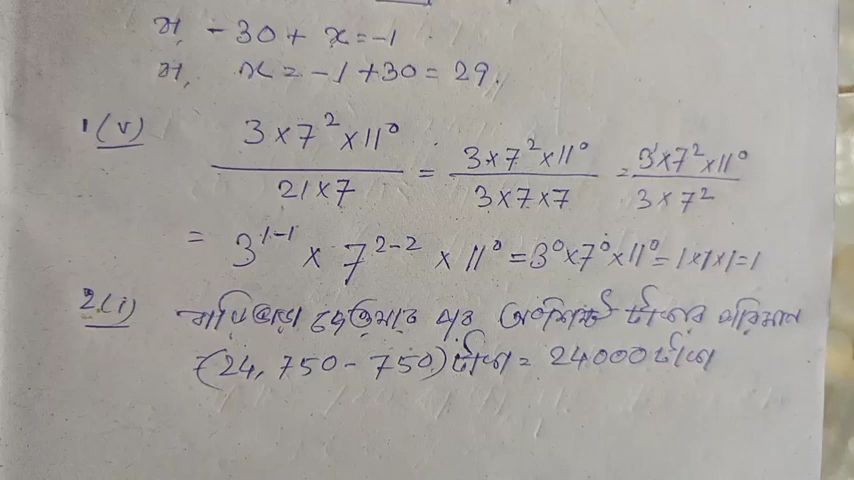 বা, -30 + x = -1
বা, x = -1 + 30 = 29.
1(v) 3×7²×11⁰ / 21×7 = 3×7²×11⁰ / 3×7×7 = 3×7²×11⁰ / 3×7²
= 3¹⁻¹ × 7²⁻² × 11⁰ = 3⁰×7⁰×11⁰ = 1×1×1 = 1
2(i) বাড়িভাড়া দেওয়ার পর অবশিষ্ট টাকার পরিমান
= (24,750 - 750) টাকা = 24000 টাকা